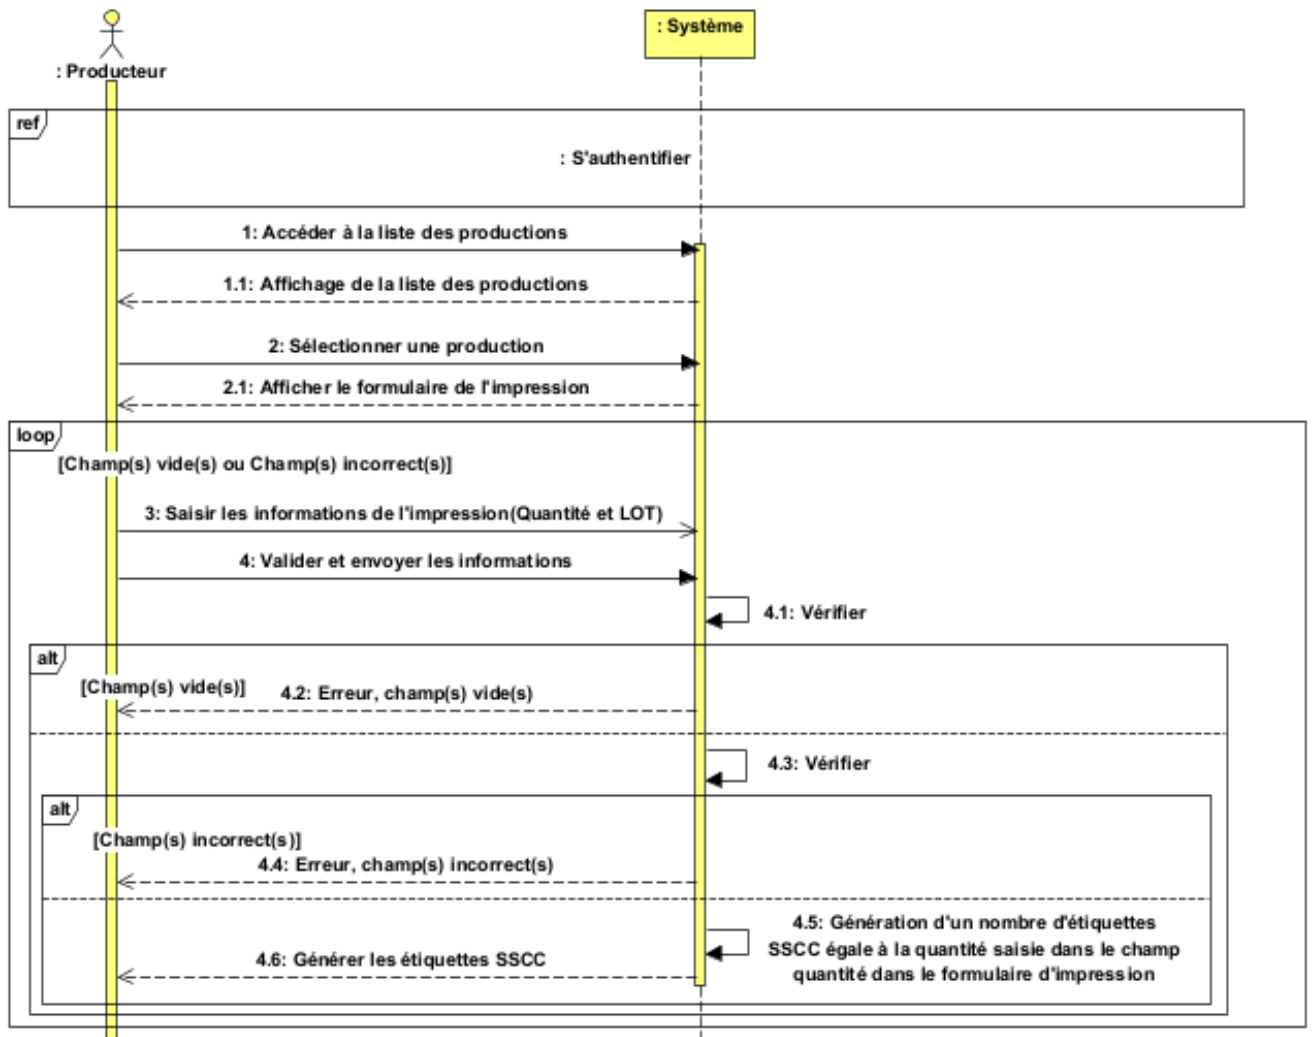 : Système
: Producteur
ref
: S'authentifier
1: Accéder à la liste des productions
1.1: Affichage de la liste des productions
2: Sélectionner une production
2.1: Afficher le formulaire de l'impression
loop
[Champ(s) vide(s) ou Champ(s) incorrect(s)]
3: Saisir les informations de l'impression(Quantité et LOT)
4: Valider et envoyer les informations
4.1: Vérifier
alt
[Champ(s) vide(s)]
4.2: Erreur, champ(s) vide(s)
4.3: Vérifier
alt
[Champ(s) incorrect(s)]
4.4: Erreur, champ(s) incorrect(s)
4.5: Génération d'un nombre d'étiquettes
SSCC égale à la quantité saisie dans le champ
quantité dans le formulaire d'impression
4.6: Générer les étiquettes SSCC